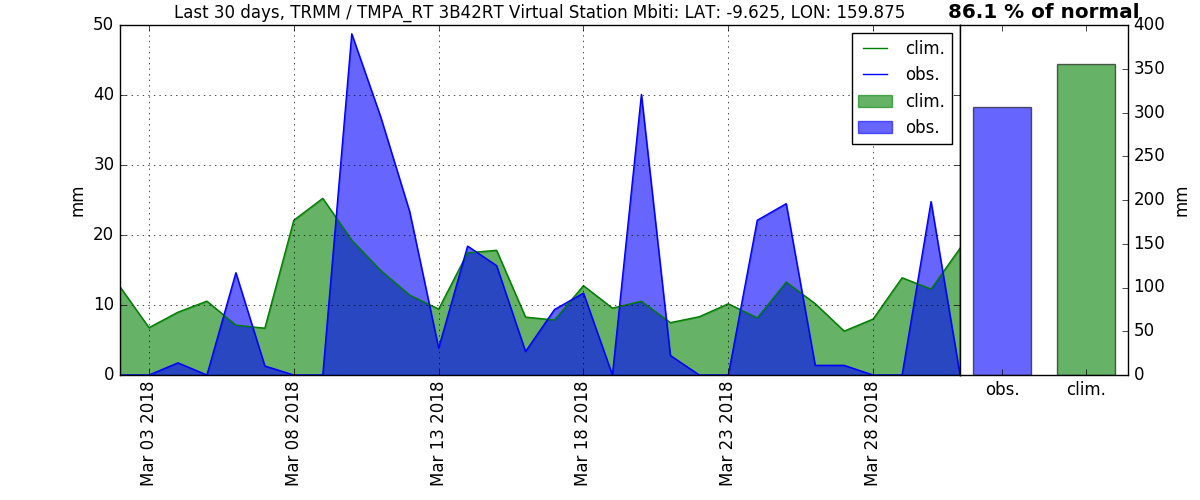 Last 30 days, TRMM / TMPA_RT 3B42RT Virtual Station Mbiti: LAT: -9.625, LON: 159.875
86.1 % of normal
50
40
30
20
10
0
mm
clim.
obs.
clim.
obs.
Mar 03 2018
Mar 08 2018
Mar 13 2018
Mar 18 2018
Mar 23 2018
Mar 28 2018
400
350
300
250
200
150
100
50
0
mm
obs.
clim.